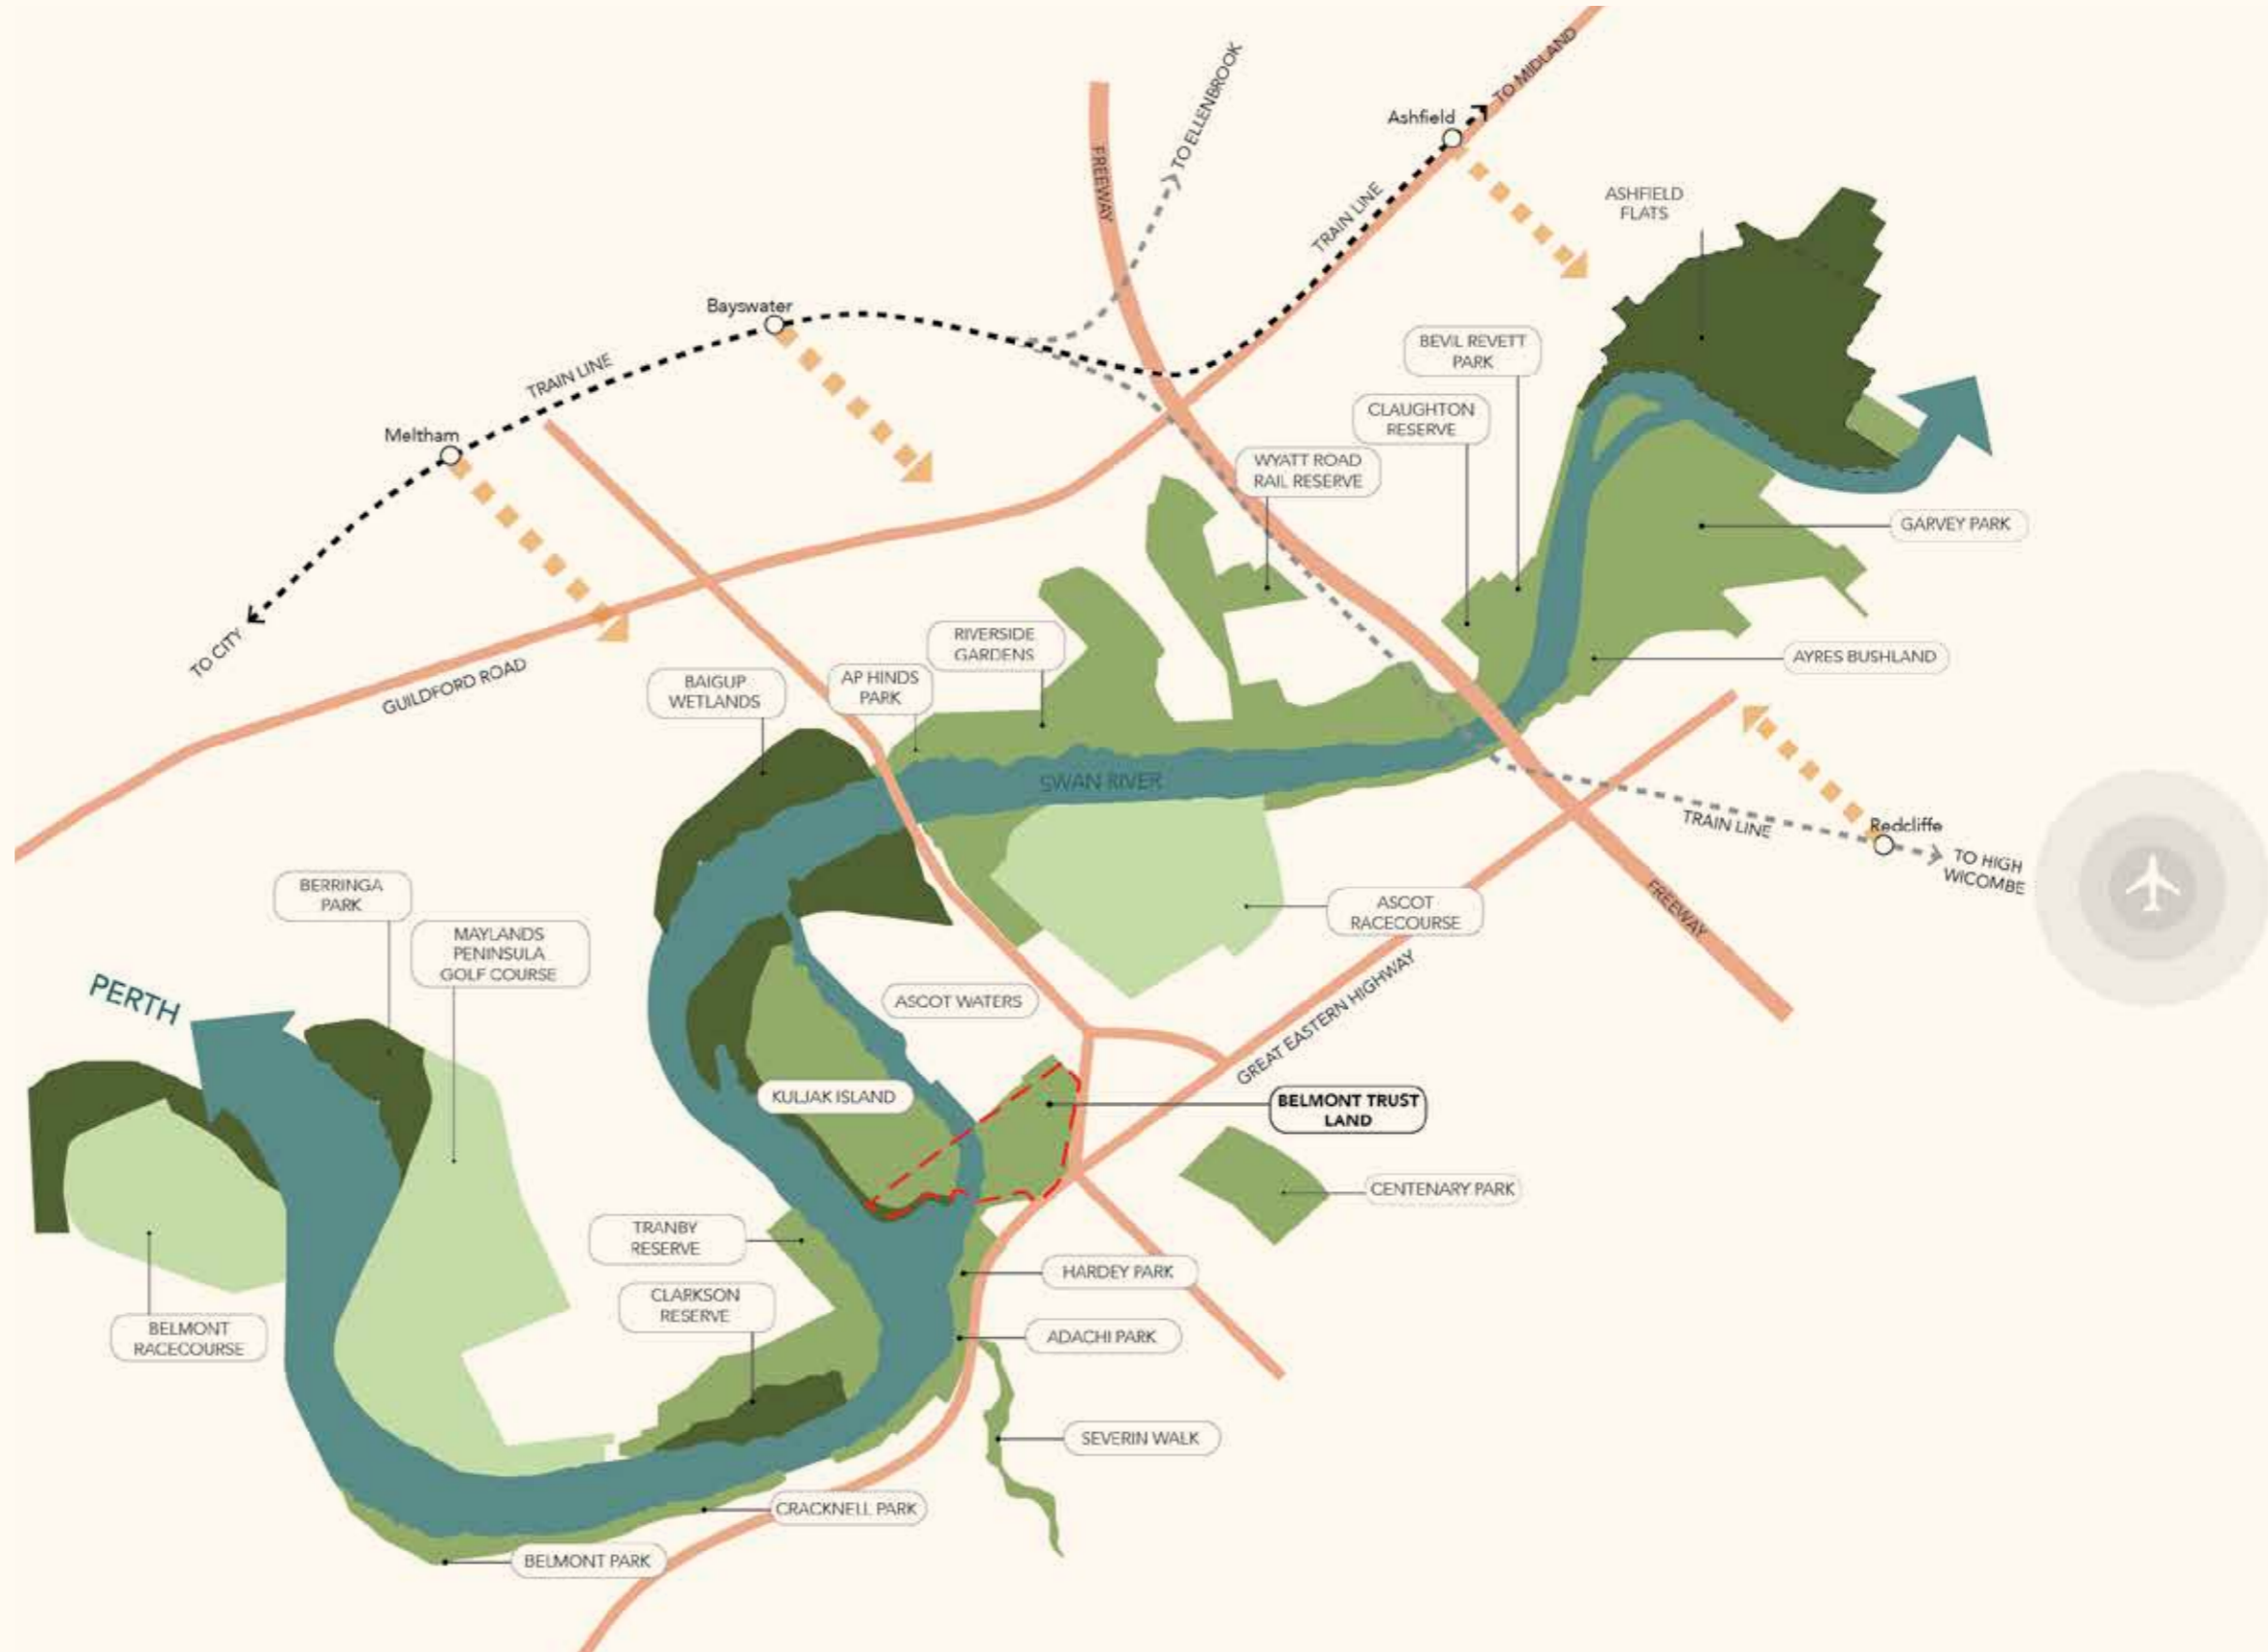 TO MIDLAND
TO ELLENBROOK
Ashfield
FREEWAY
TRAIN LINE
ASHFIELD
FLATS
Bayswater
BEVIL REVETT
PARK
TRAIN LINE
CLAUGHTON
RESERVE
Meltham
WYATT ROAD
RAIL RESERVE
GARVEY PARK
TO CITY
GUILDFORD ROAD
RIVERSIDE
GARDENS
AP HINDS
PARK
BAIGUP
WETLANDS
AYRES BUSHLAND
SWAN RIVER
TRAIN LINE
Redcliffe
TO HIGH
WICOMBE
BERRINGA
PARK
ASCOT
RACECOURSE
FREEWAY
MAYLANDS
PENINSULA
GOLF COURSE
PERTH
ASCOT WATERS
GREAT EASTERN HIGHWAY
KULJAK ISLAND
BELMONT TRUST
LAND
CENTENARY PARK
TRANBY
RESERVE
HARDEY PARK
CLARKSON
RESERVE
BELMONT
RACECOURSE
ADACHI PARK
SEVERIN WALK
CRACKNELL PARK
BELMONT PARK